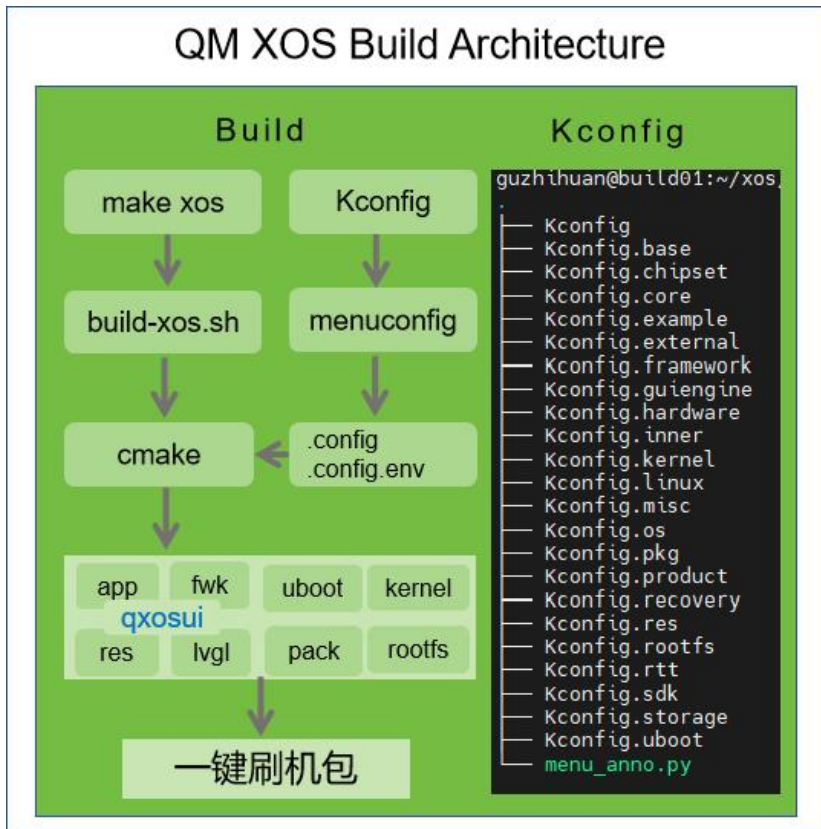 QM XOS Build Architecture
Build
make xos
Kconfig
build-xos.sh
menuconfig
cmake
.config
.config.env
app
fwk
uboot
kernel
qxosui
res
lvgl
pack
rootfs
一键刷机包
Kconfig
guzhihuan@build01:~/xos/
.
├── Kconfig
├── Kconfig.base
├── Kconfig.chipset
├── Kconfig.core
├── Kconfig.example
├── Kconfig.external
├── Kconfig.framework
├── Kconfig.guiengine
├── Kconfig.hardware
├── Kconfig.inner
├── Kconfig.kernel
├── Kconfig.linux
├── Kconfig.misc
├── Kconfig.os
├── Kconfig.pkg
├── Kconfig.product
├── Kconfig.recovery
├── Kconfig.res
├── Kconfig.rootfs
├── Kconfig.rtt
├── Kconfig.sdk
├── Kconfig.storage
├── Kconfig.uboot
└── menu_anno.py